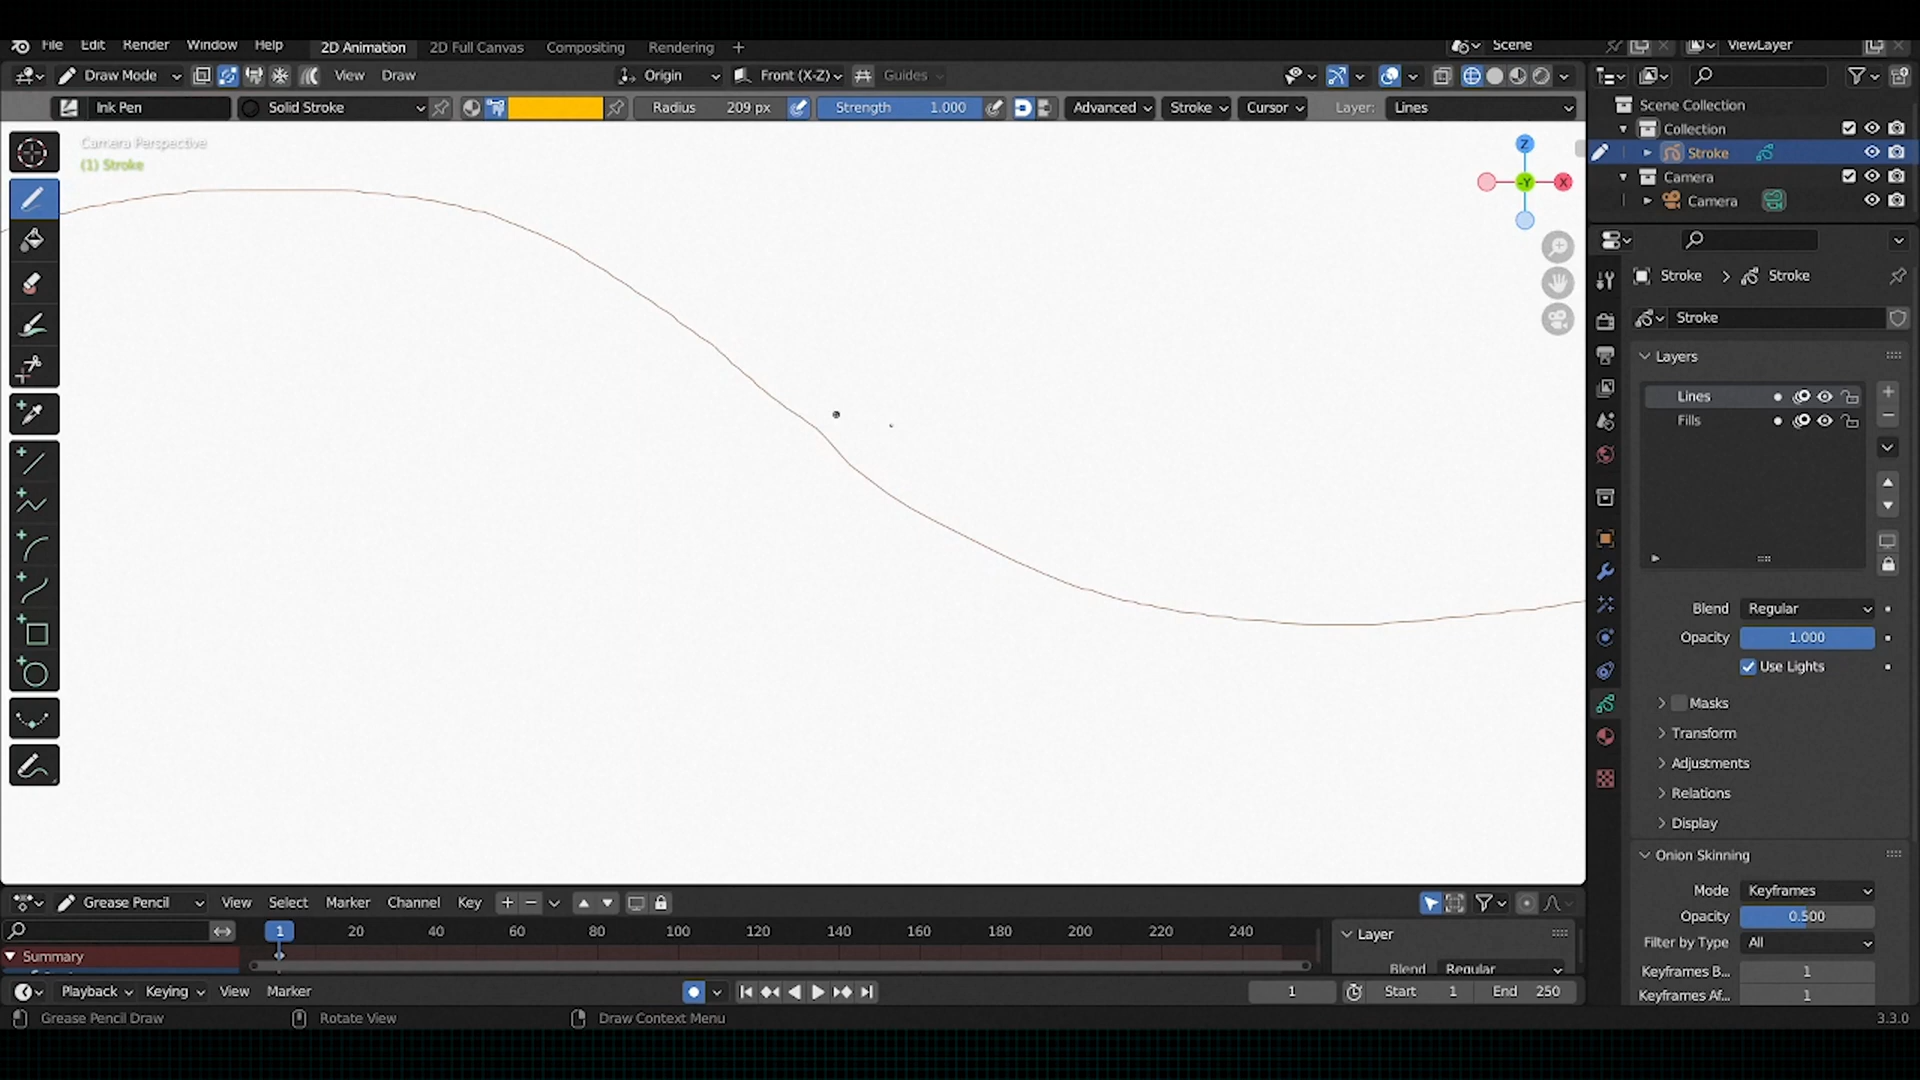 File Edit Render Window Help 2D Animation 2D Full Canvas Compositing Rendering + Scene ViewLayer
Draw Mode View Draw Origin Front (X-Z) Guides
Ink Pen Solid Stroke Radius 209 px Strength 1.000 Advanced Stroke Cursor Layer: Lines
Camera Perspective
(1) Stroke
Z
-Y
X
Scene Collection
Collection
Stroke
Camera
Camera
Stroke > Stroke
Stroke
Layers
Lines
Fills
Blend Regular
Opacity 1.000
Use Lights
Masks
Transform
Adjustments
Relations
Display
Onion Skinning
Mode Keyframes
Opacity 0.500
Filter by Type All
Keyframes B... 1
Keyframes Af... 1
Grease Pencil View Select Marker Channel Key
1 20 40 60 80 100 120 140 160 180 200 220 240
Layer
Summary
Blend Regular
Playback Keying View Marker 1 Start 1 End 250
Grease Pencil Draw Rotate View Draw Context Menu 3.3.0